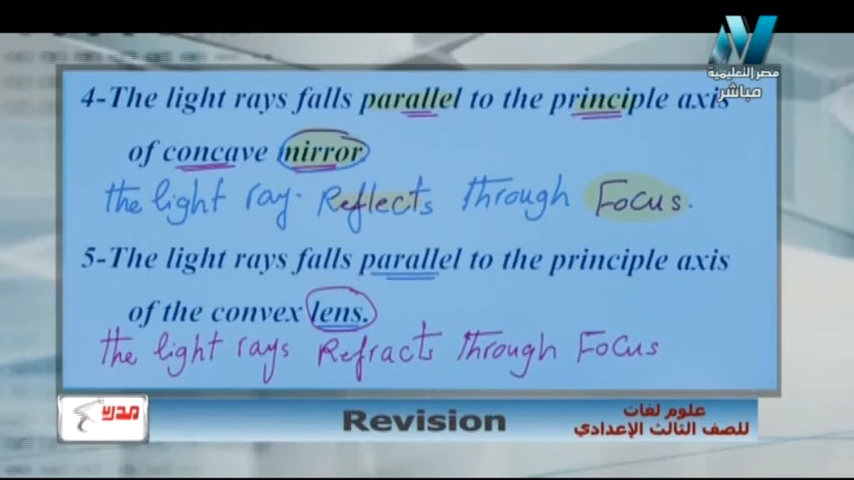 مصر التعليمية
مباشر
4-The light rays falls parallel to the principle axis
of concave mirror
the light ray. Reflects through Focus.
5-The light rays falls parallel to the principle axis
of the convex lens.
the light rays Refracts through Focus
مدرس
Revision
علوم لغات
للصف الثالث الإعدادي